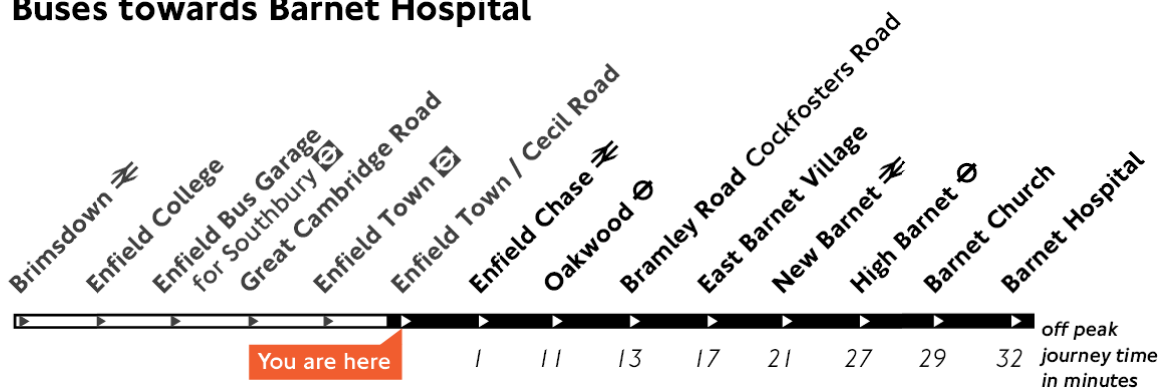 Buses towards Barnet Hospital
Brimsdown
Enfield College
Enfield Bus Garage
for Southbury
Great Cambridge Road
Enfield Town
Enfield Town / Cecil Road
Enfield Chase
Oakwood
Bramley Road Cockfosters Road
East Barnet Village
New Barnet
High Barnet
Barnet Church
Barnet Hospital
You are here
1 11 13 17 21 27 29 32
off peak
journey time
in minutes